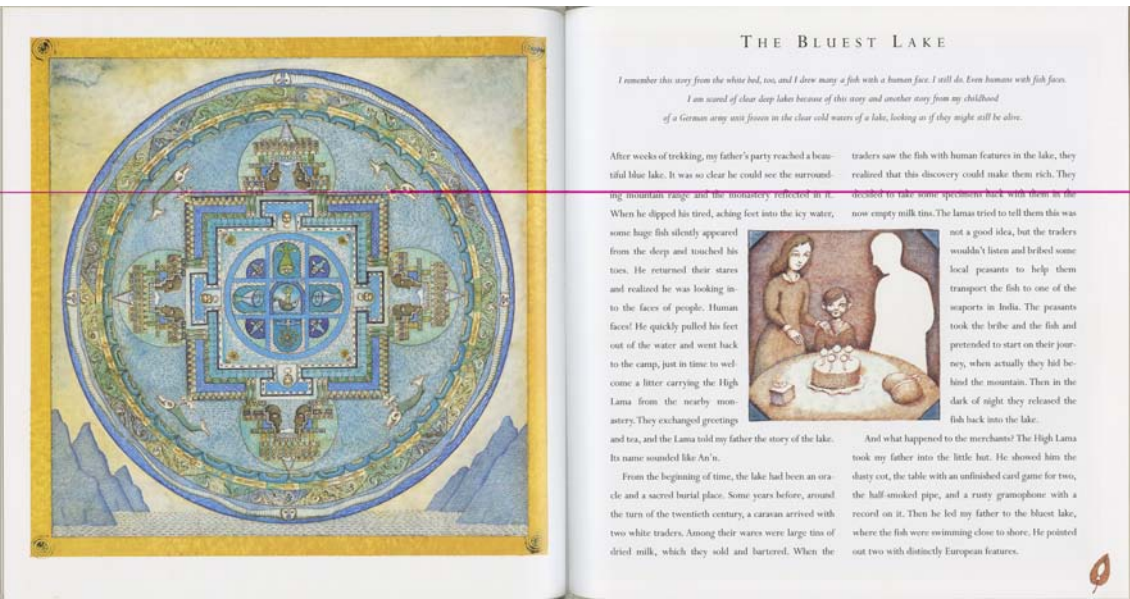 THE BLUEST LAKE
I remember this story from the white bed, too, and I drew many a fish with a human face. I still do. Even humans with fish faces.
I am scared of clear deep lakes because of this story and another story from my childhood
of a German army unit frozen in the clear cold waters of a lake, looking as if they might still be alive.
After weeks of trekking, my father's party reached a beau-
tiful blue lake. It was so clear he could see the surround-
ing mountain range and the monastery reflected in it.
When he dipped his tired, aching feet into the icy water,
some huge fish silently appeared
from the deep and touched his
toes. He returned their stares
and realized he was looking in-
to the faces of people. Human
faces! He quickly pulled his feet
out of the water and went back
to the camp, just in time to wel-
come a litter carrying the High
Lama from the nearby mon-
astery. They exchanged greetings
and tea, and the Lama told my father the story of the lake.
Its name sounded like An'n.
From the beginning of time, the lake had been an ora-
cle and a sacred burial place. Some years before, around
the turn of the twentieth century, a caravan arrived with
two white traders. Among their wares were large tins of
dried milk, which they sold and bartered. When the
traders saw the fish with human features in the lake, they
realized that this discovery could make them rich. They
decided to take some specimens back with them in the
now empty milk tins. The lamas tried to tell them this was
not a good idea, but the traders
wouldn't listen and bribed some
local peasants to help them
transport the fish to one of the
seaports in India. The peasants
took the bribe and the fish and
pretended to start on their jour-
ney, when actually they hid be-
hind the mountain. Then in the
dark of night they released the
fish back into the lake.
And what happened to the merchants? The High Lama
took my father into the little hut. He showed him the
dusty cot, the table with an unfinished card game for two,
the half-smoked pipe, and a rusty gramophone with a
record on it. Then he led my father to the bluest lake,
where the fish were swimming close to shore. He pointed
out two with distinctly European features.